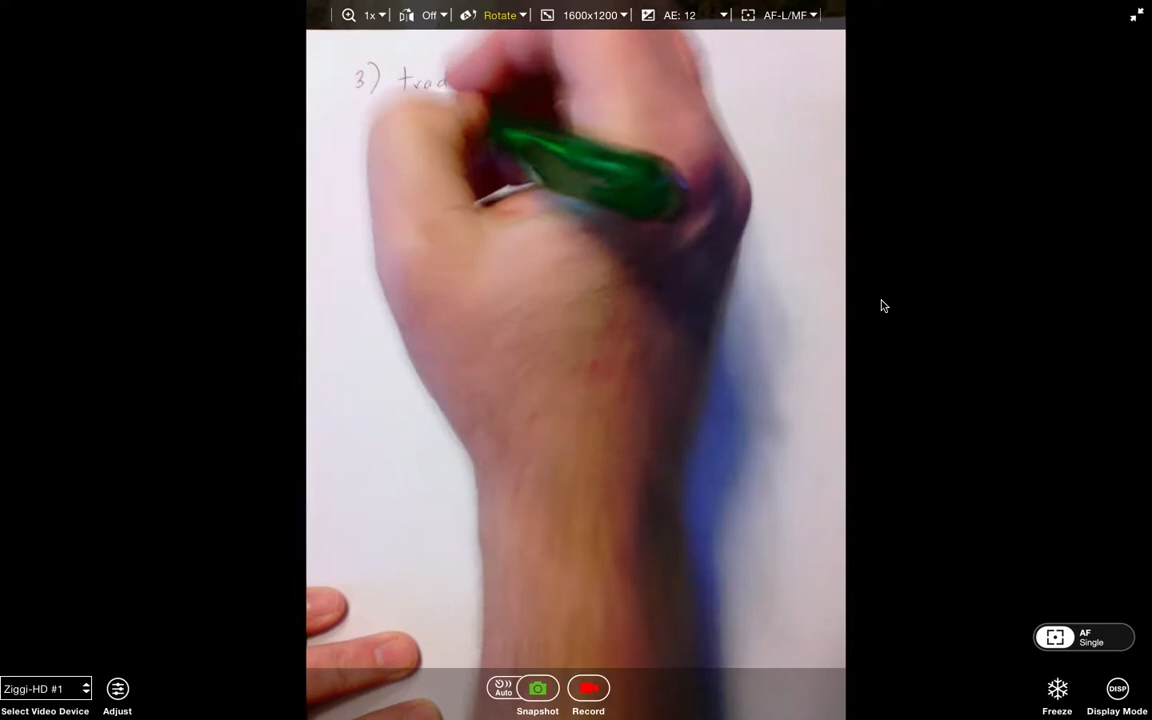 1x Off Rotate 1600x1200 AE: 12 AF-L/MF
3) trad
AF
Single
Auto
Ziggi-HD #1
Select Video Device Adjust Snapshot Record Freeze Display Mode
DISP